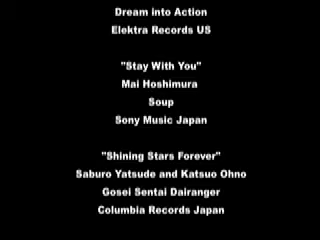 Dream into Action
Elektra Records US
"Stay With You"
Mai Hoshimura
Soup
Sony Music Japan
"Shining Stars Forever"
Saburo Yatsude and Katsuo Ohno
Gosei Sentai Dairanger
Columbia Records Japan